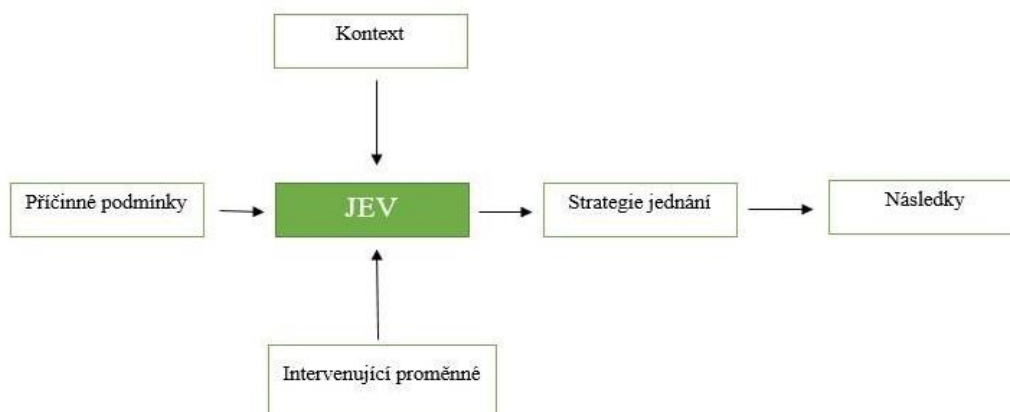 Kontext
Příčinné podmínky
JEV
Strategie jednání
Následky
Intervenující proměnné